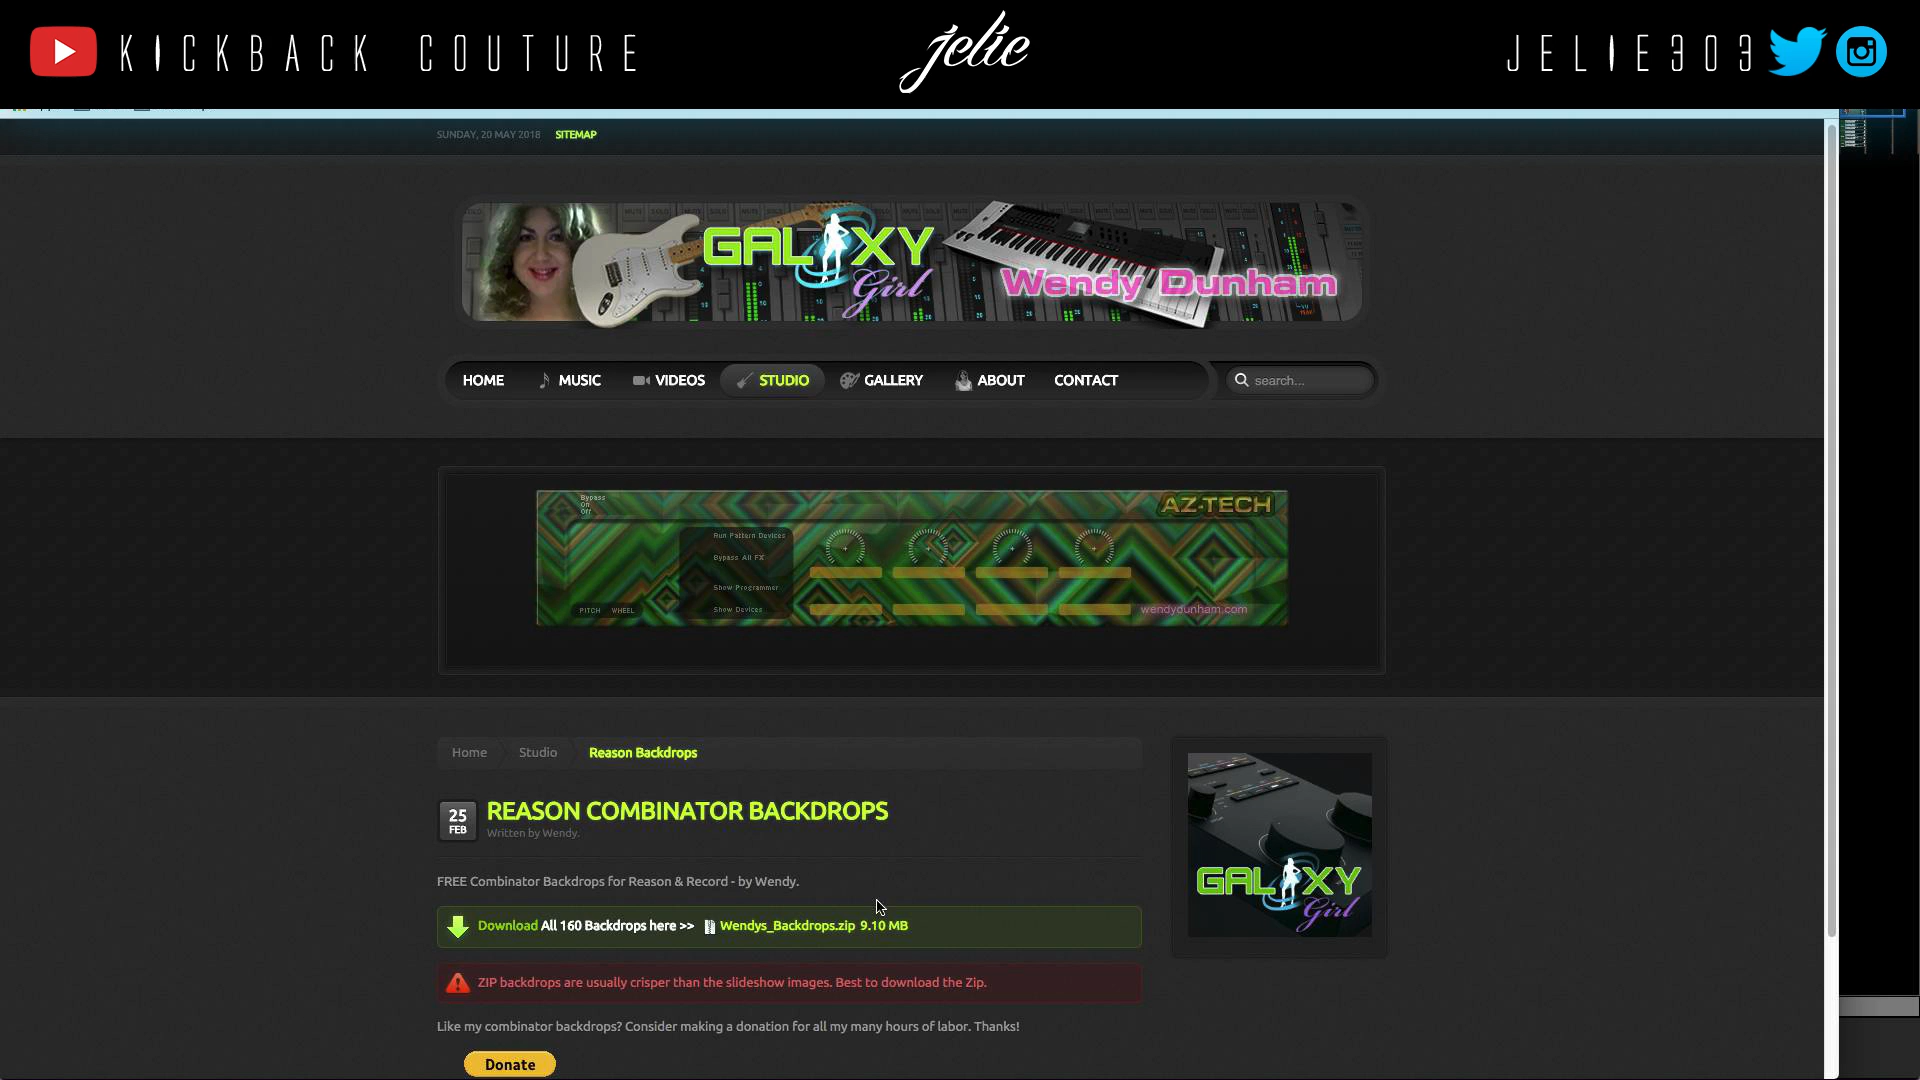 KICKBACK COUTURE
jelie
JELIE303
SUNDAY, 20 MAY 2018 SITEMAP
GALAXY
Girl
Wendy Dunham
HOME MUSIC VIDEOS STUDIO GALLERY ABOUT CONTACT search...
Bypass
On
Off
AZ-TECH
Run Pattern Devices
Bypass All FX
Show Programmer
Show Devices
PITCH WHEEL
wendydunham.com
Home Studio Reason Backdrops
25
FEB
REASON COMBINATOR BACKDROPS
Written by Wendy.
FREE Combinator Backdrops for Reason & Record - by Wendy.
Download All 160 Backdrops here >> Wendys_Backdrops.zip 9.10 MB
ZIP backdrops are usually crisper than the slideshow images. Best to download the Zip.
Like my combinator backdrops? Consider making a donation for all my many hours of labor. Thanks!
Donate
GALAXY
Girl